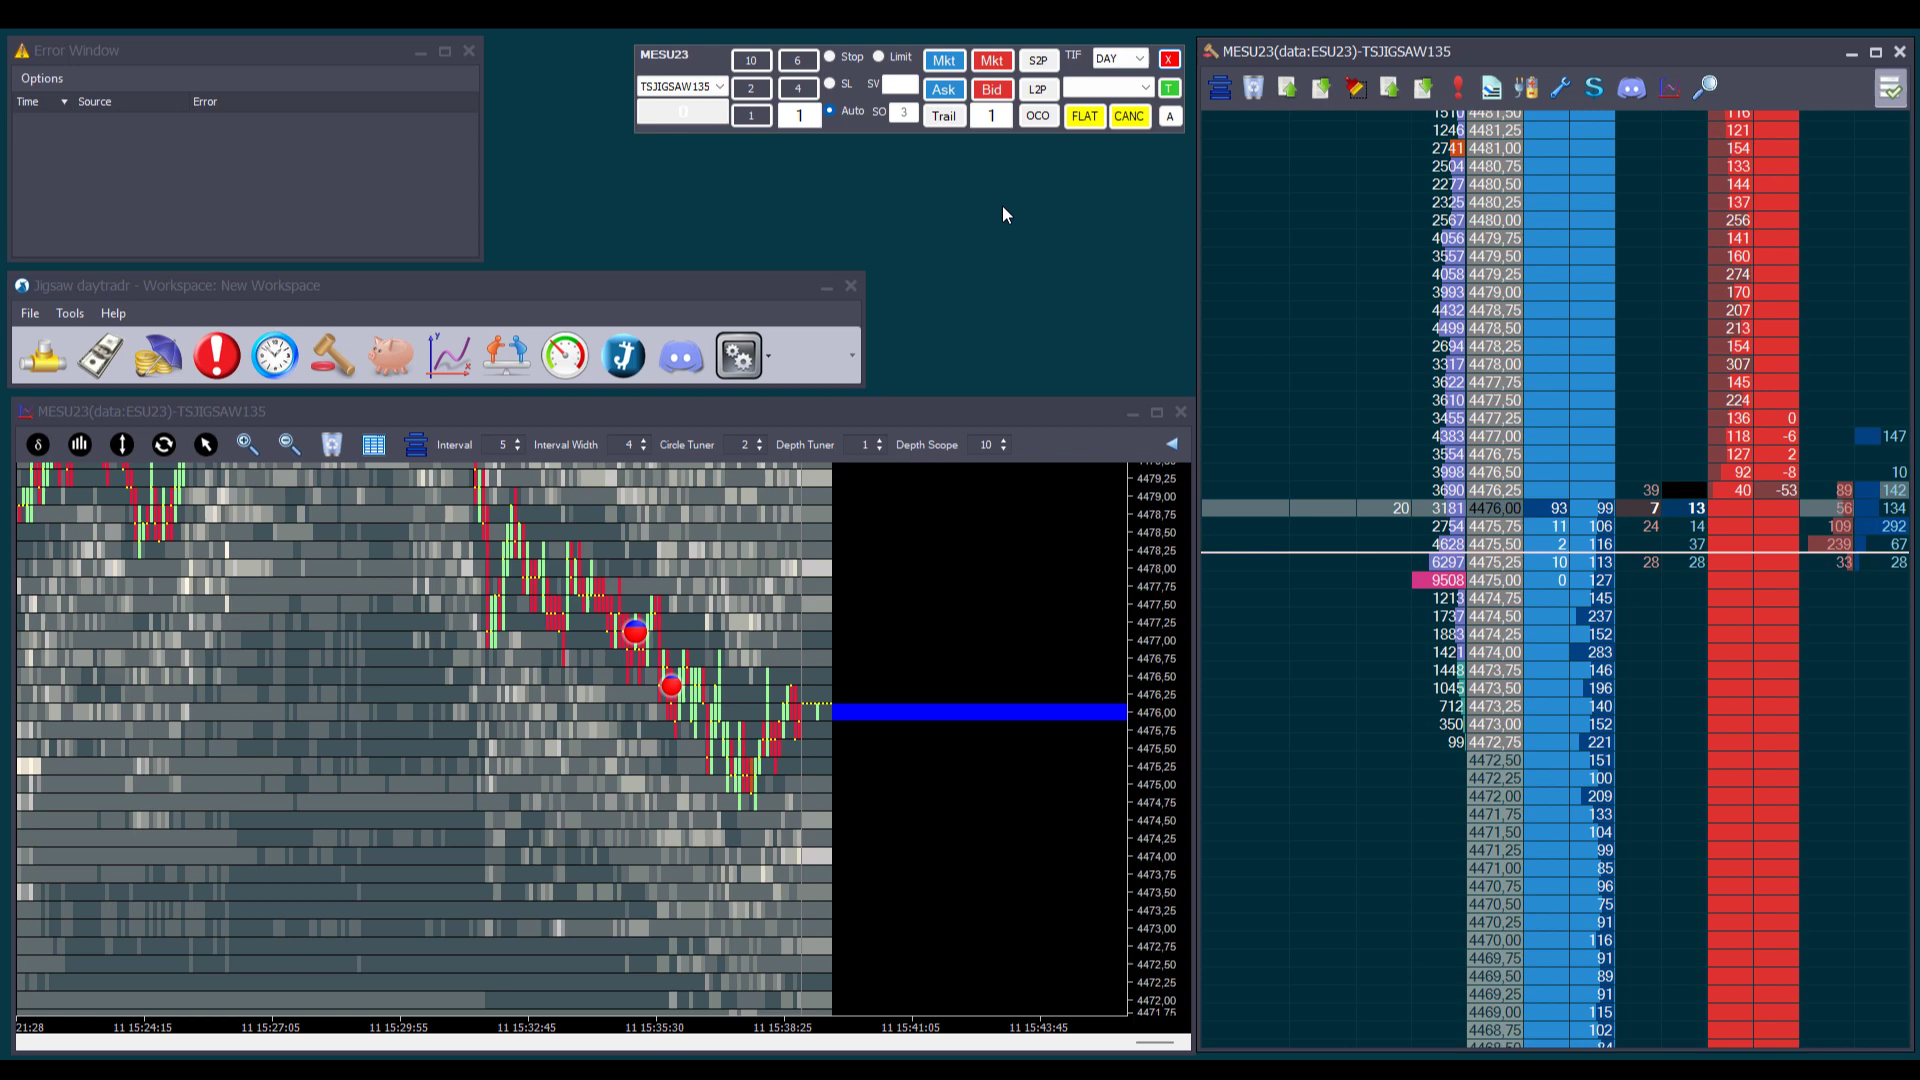 Error Window
Options
Time Source Error
MESU23
10 6 Stop Limit Mkt Mkt S2P TIF DAY X
TSJIGSAW135 2 4 SL SV Ask Bid L2P T
0 1 1 Auto SO 3 Trail 1 OCO FLAT CANC A
Jigsaw daytradr - Workspace: New Workspace
File Tools Help
MESU23(data:ESU23)-TSJIGSAW135
δ Interval 5 Interval Width 4 Circle Tuner 2 Depth Tuner 1 Depth Scope 10
4479,25
4479,00
4478,75
4478,50
4478,25
4478,00
4477,75
4477,50
4477,25
4477,00
4476,75
4476,50
4476,25
4476,00
4475,75
4475,50
4475,25
4475,00
4474,75
4474,50
4474,25
4474,00
4473,75
4473,50
4473,25
4473,00
4472,75
4472,50
4472,25
4472,00
4471 75
21:28 11 15:24:15 11 15:27:05 11 15:29:55 11 15:32:45 11 15:35:30 11 15:38:25 11 15:41:05 11 15:43:45
MESU23(data:ESU23)-TSJIGSAW135
1510 4481,50 116
1246 4481,25 121
2741 4481,00 154
2504 4480,75 133
2277 4480,50 144
2325 4480,25 137
2567 4480,00 256
4056 4479,75 141
3557 4479,50 160
4058 4479,25 274
3993 4479,00 170
4432 4478,75 207
4499 4478,50 213
2694 4478,25 154
3317 4478,00 307
3622 4477,75 145
3610 4477,50 224
3455 4477,25 136 0
4383 4477,00 118 -6 147
3554 4476,75 127 2
3998 4476,50 92 -8 10
3690 4476,25 39 40 -53 89 142
20 3181 4476,00 93 99 7 13 56 134
2754 4475,75 11 106 24 14 109 292
4628 4475,50 2 116 37 239 67
6297 4475,25 10 113 28 28 33 28
9508 4475,00 0 127
1213 4474,75 145
1737 4474,50 237
1883 4474,25 152
1421 4474,00 283
1448 4473,75 146
1045 4473,50 196
712 4473,25 140
350 4473,00 152
99 4472,75 221
4472,50 151
4472,25 100
4472,00 209
4471,75 133
4471,50 104
4471,25 99
4471,00 85
4470,75 96
4470,50 75
4470,25 91
4470,00 116
4469,75 91
4469,50 89
4469,25 91
4469,00 115
4468,75 102
4468,50 84